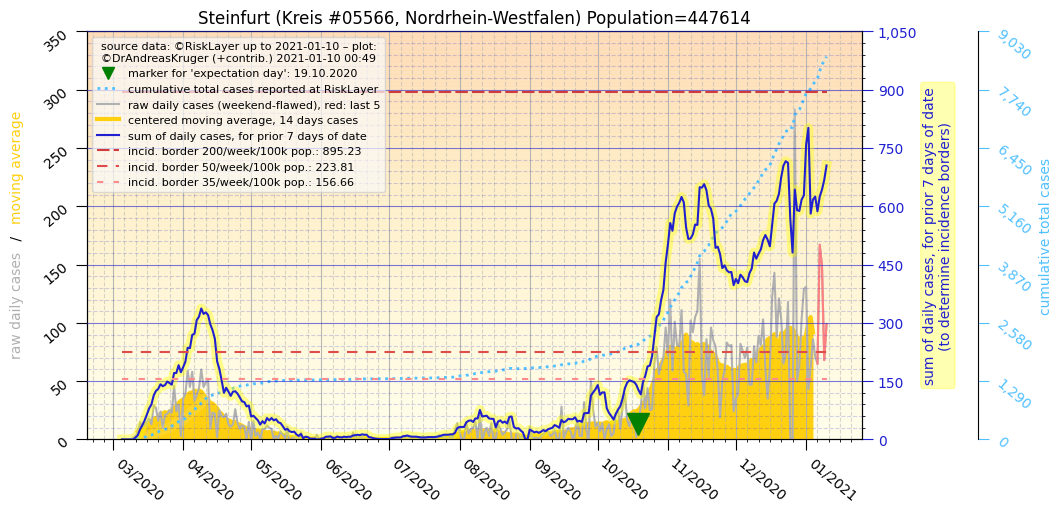 Steinfurt (Kreis #05566, Nordrhein-Westfalen) Population=447614
source data: ©RiskLayer up to 2021-01-10 – plot:
©DrAndreasKruger (+contrib.) 2021-01-10 00:49
marker for 'expectation day': 19.10.2020
cumulative total cases reported at RiskLayer
raw daily cases (weekend-flawed), red: last 5
centered moving average, 14 days cases
sum of daily cases, for prior 7 days of date
incid. border 200/week/100k pop.: 895.23
incid. border 50/week/100k pop.: 223.81
incid. border 35/week/100k pop.: 156.66
raw daily cases / moving average
350
300
250
200
150
100
50
0
03/2020
04/2020
05/2020
06/2020
07/2020
08/2020
09/2020
10/2020
11/2020
12/2020
01/2021
1,050
900
750
600
450
300
150
0
sum of daily cases, for prior 7 days of date
(to determine incidence borders)
9,030
7,740
6,450
5,160
3,870
2,580
1,290
0
cumulative total cases